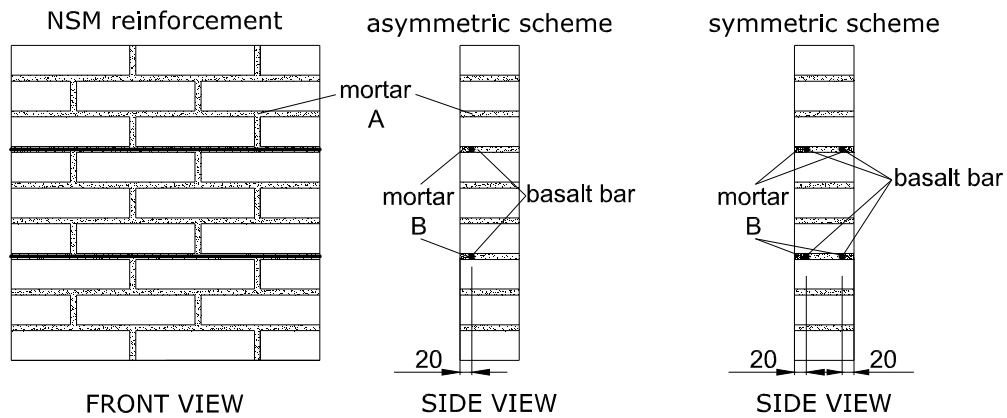 NSM reinforcement
asymmetric scheme
symmetric scheme
mortar
A
mortar
B
basalt bar
mortar
B
basalt bar
20
20
20
FRONT VIEW
SIDE VIEW
SIDE VIEW